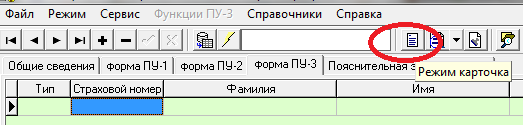 Файл Режим Сервис Функции ПУ-3 Справочники Справка
Общие сведения форма ПУ-1 форма ПУ-2 Форма ПУ-3 Пояснительная з
Режим карточка
Тип Страховой номер Фамилия Имя